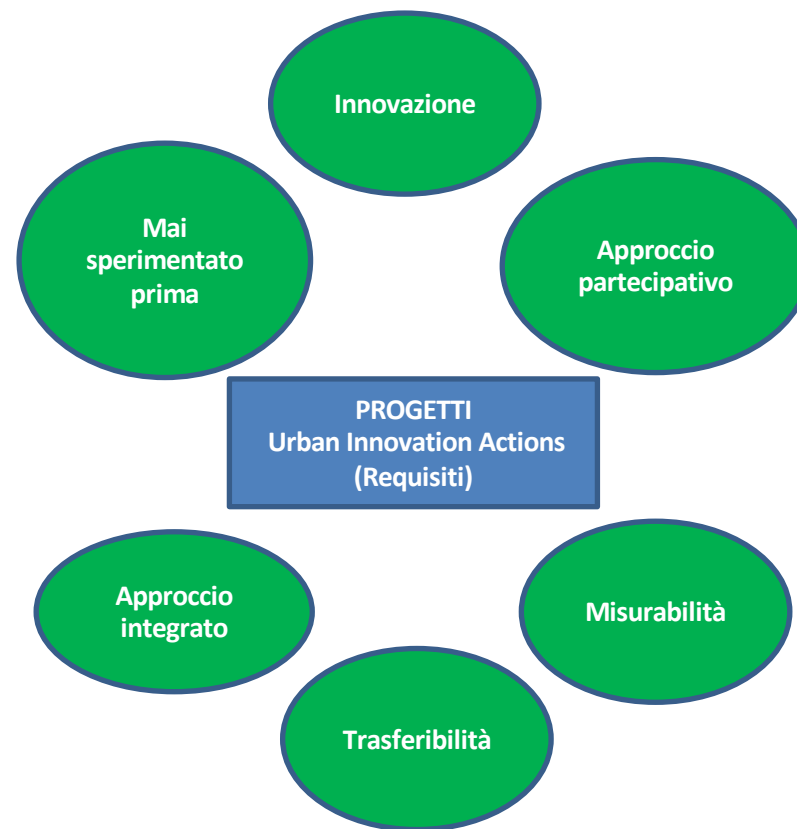 Innovazione
Mai
sperimentato
prima
Approccio
partecipativo
PROGETTI
Urban Innovation Actions
(Requisiti)
Approccio
integrato
Misurabilità
Trasferibilità